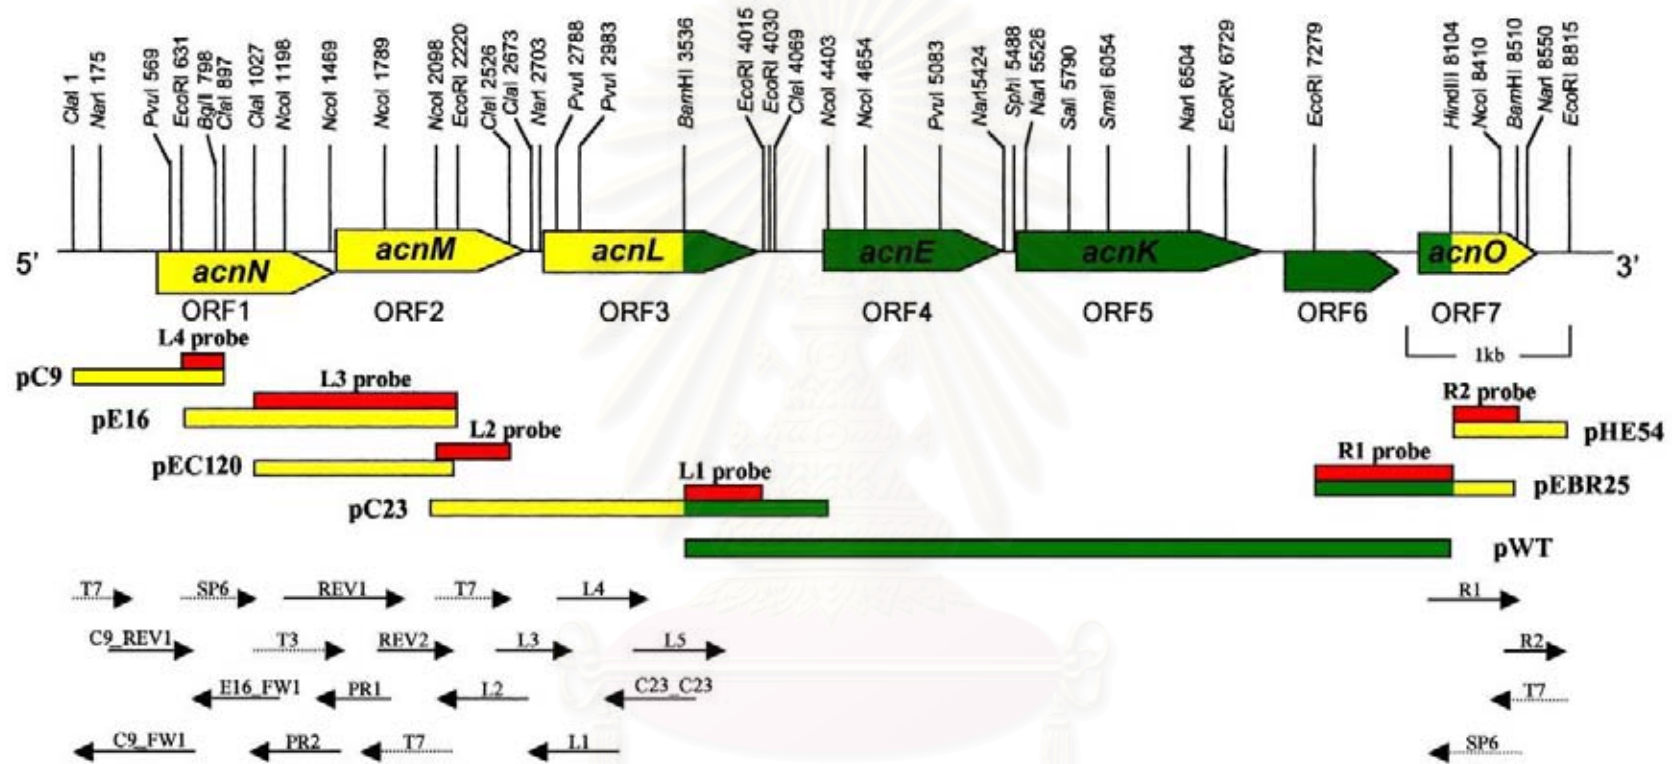 ClaI 1
NarI 175
PvuI 569
EcoRI 631
BglI 798
ClaI 897
ClaI 1027
NcoI 1198
NcoI 1469
NcoI 1789
NcoI 2098
EcoRI 2220
ClaI 2526
ClaI 2673
NarI 2703
PvuI 2788
PvuI 2983
BamHI 3536
EcoRI 4015
EcoRI 4030
ClaI 4069
NcoI 4403
NcoI 4654
PvuI 5083
NarI5424
SphI 5488
NarI 5526
SalI 5790
SmaI 6054
NarI 6504
EcoRV 6729
EcoRI 7279
HindIII 8104
NcoI 8410
BamHI 8510
NarI 8550
EcoRI 8815
5' acnN acnM acnL acnE acnK acnO 3'
ORF1 ORF2 ORF3 ORF4 ORF5 ORF6 ORF7
L4 probe
1kb
pC9
L3 probe
R2 probe
pE16
pHE54
L2 probe
pEC120
R1 probe
L1 probe
pEBR25
pC23
pWT
T7 SP6 REV1 T7 L4 R1
C9_REV1 T3 REV2 L3 L5 R2
E16_FW1 PR1 L2 C23_C23 T7
C9_FW1 PR2 T7 L1 SP6